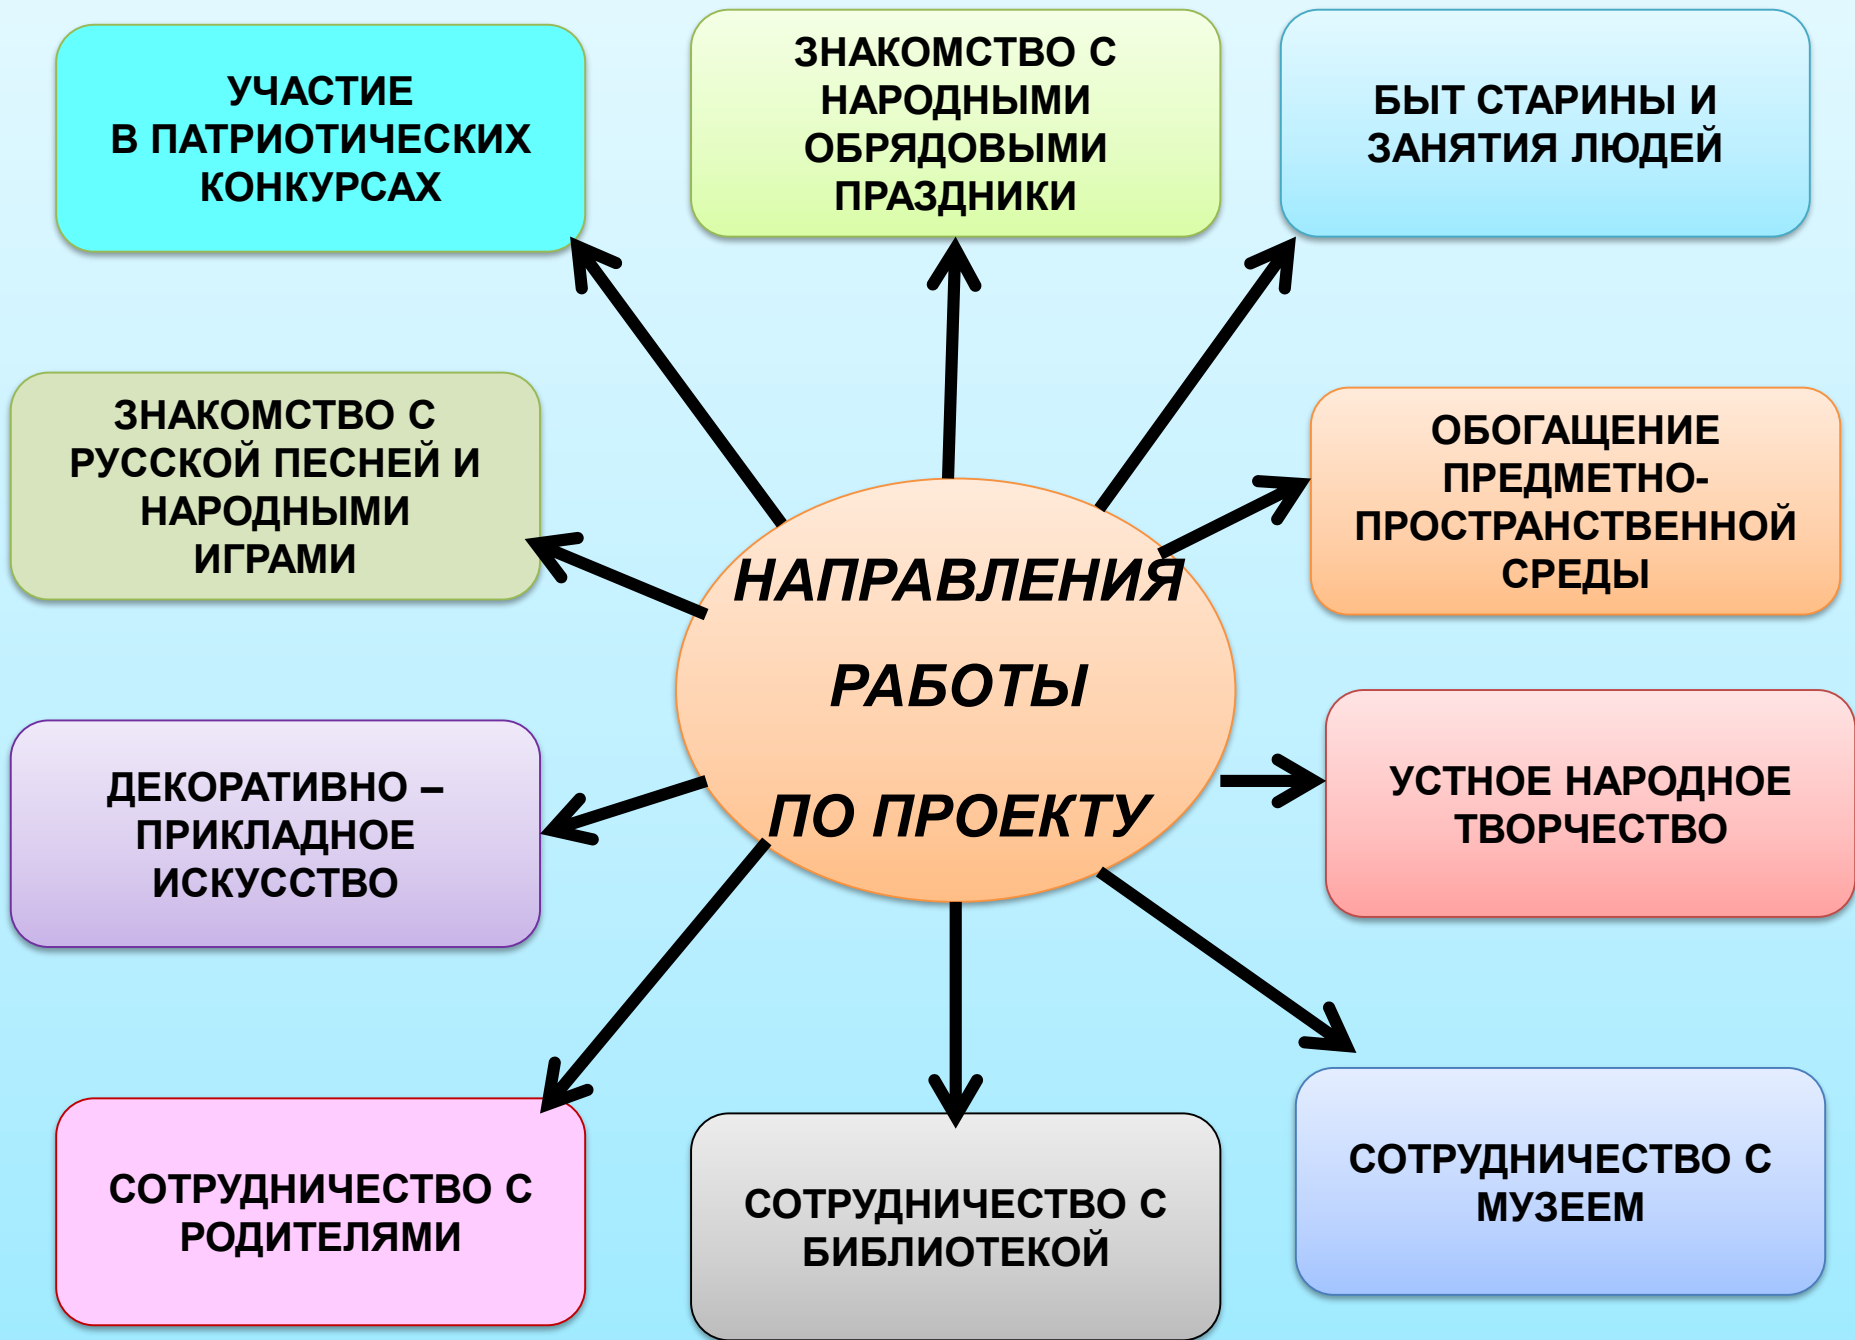 УЧАСТИЕ
В ПАТРИОТИЧЕСКИХ
КОНКУРСАХ
ЗНАКОМСТВО С
НАРОДНЫМИ
ОБРЯДОВЫМИ
ПРАЗДНИКИ
БЫТ СТАРИНЫ И
ЗАНЯТИЯ ЛЮДЕЙ
ЗНАКОМСТВО С
РУССКОЙ ПЕСНЕЙ И
НАРОДНЫМИ
ИГРАМИ
ОБОГАЩЕНИЕ
ПРЕДМЕТНО-
ПРОСТРАНСТВЕННОЙ
СРЕДЫ
НАПРАВЛЕНИЯ
РАБОТЫ
ПО ПРОЕКТУ
ДЕКОРАТИВНО –
ПРИКЛАДНОЕ
ИСКУССТВО
УСТНОЕ НАРОДНОЕ
ТВОРЧЕСТВО
СОТРУДНИЧЕСТВО С
РОДИТЕЛЯМИ
СОТРУДНИЧЕСТВО С
БИБЛИОТЕКОЙ
СОТРУДНИЧЕСТВО С
МУЗЕЕМ